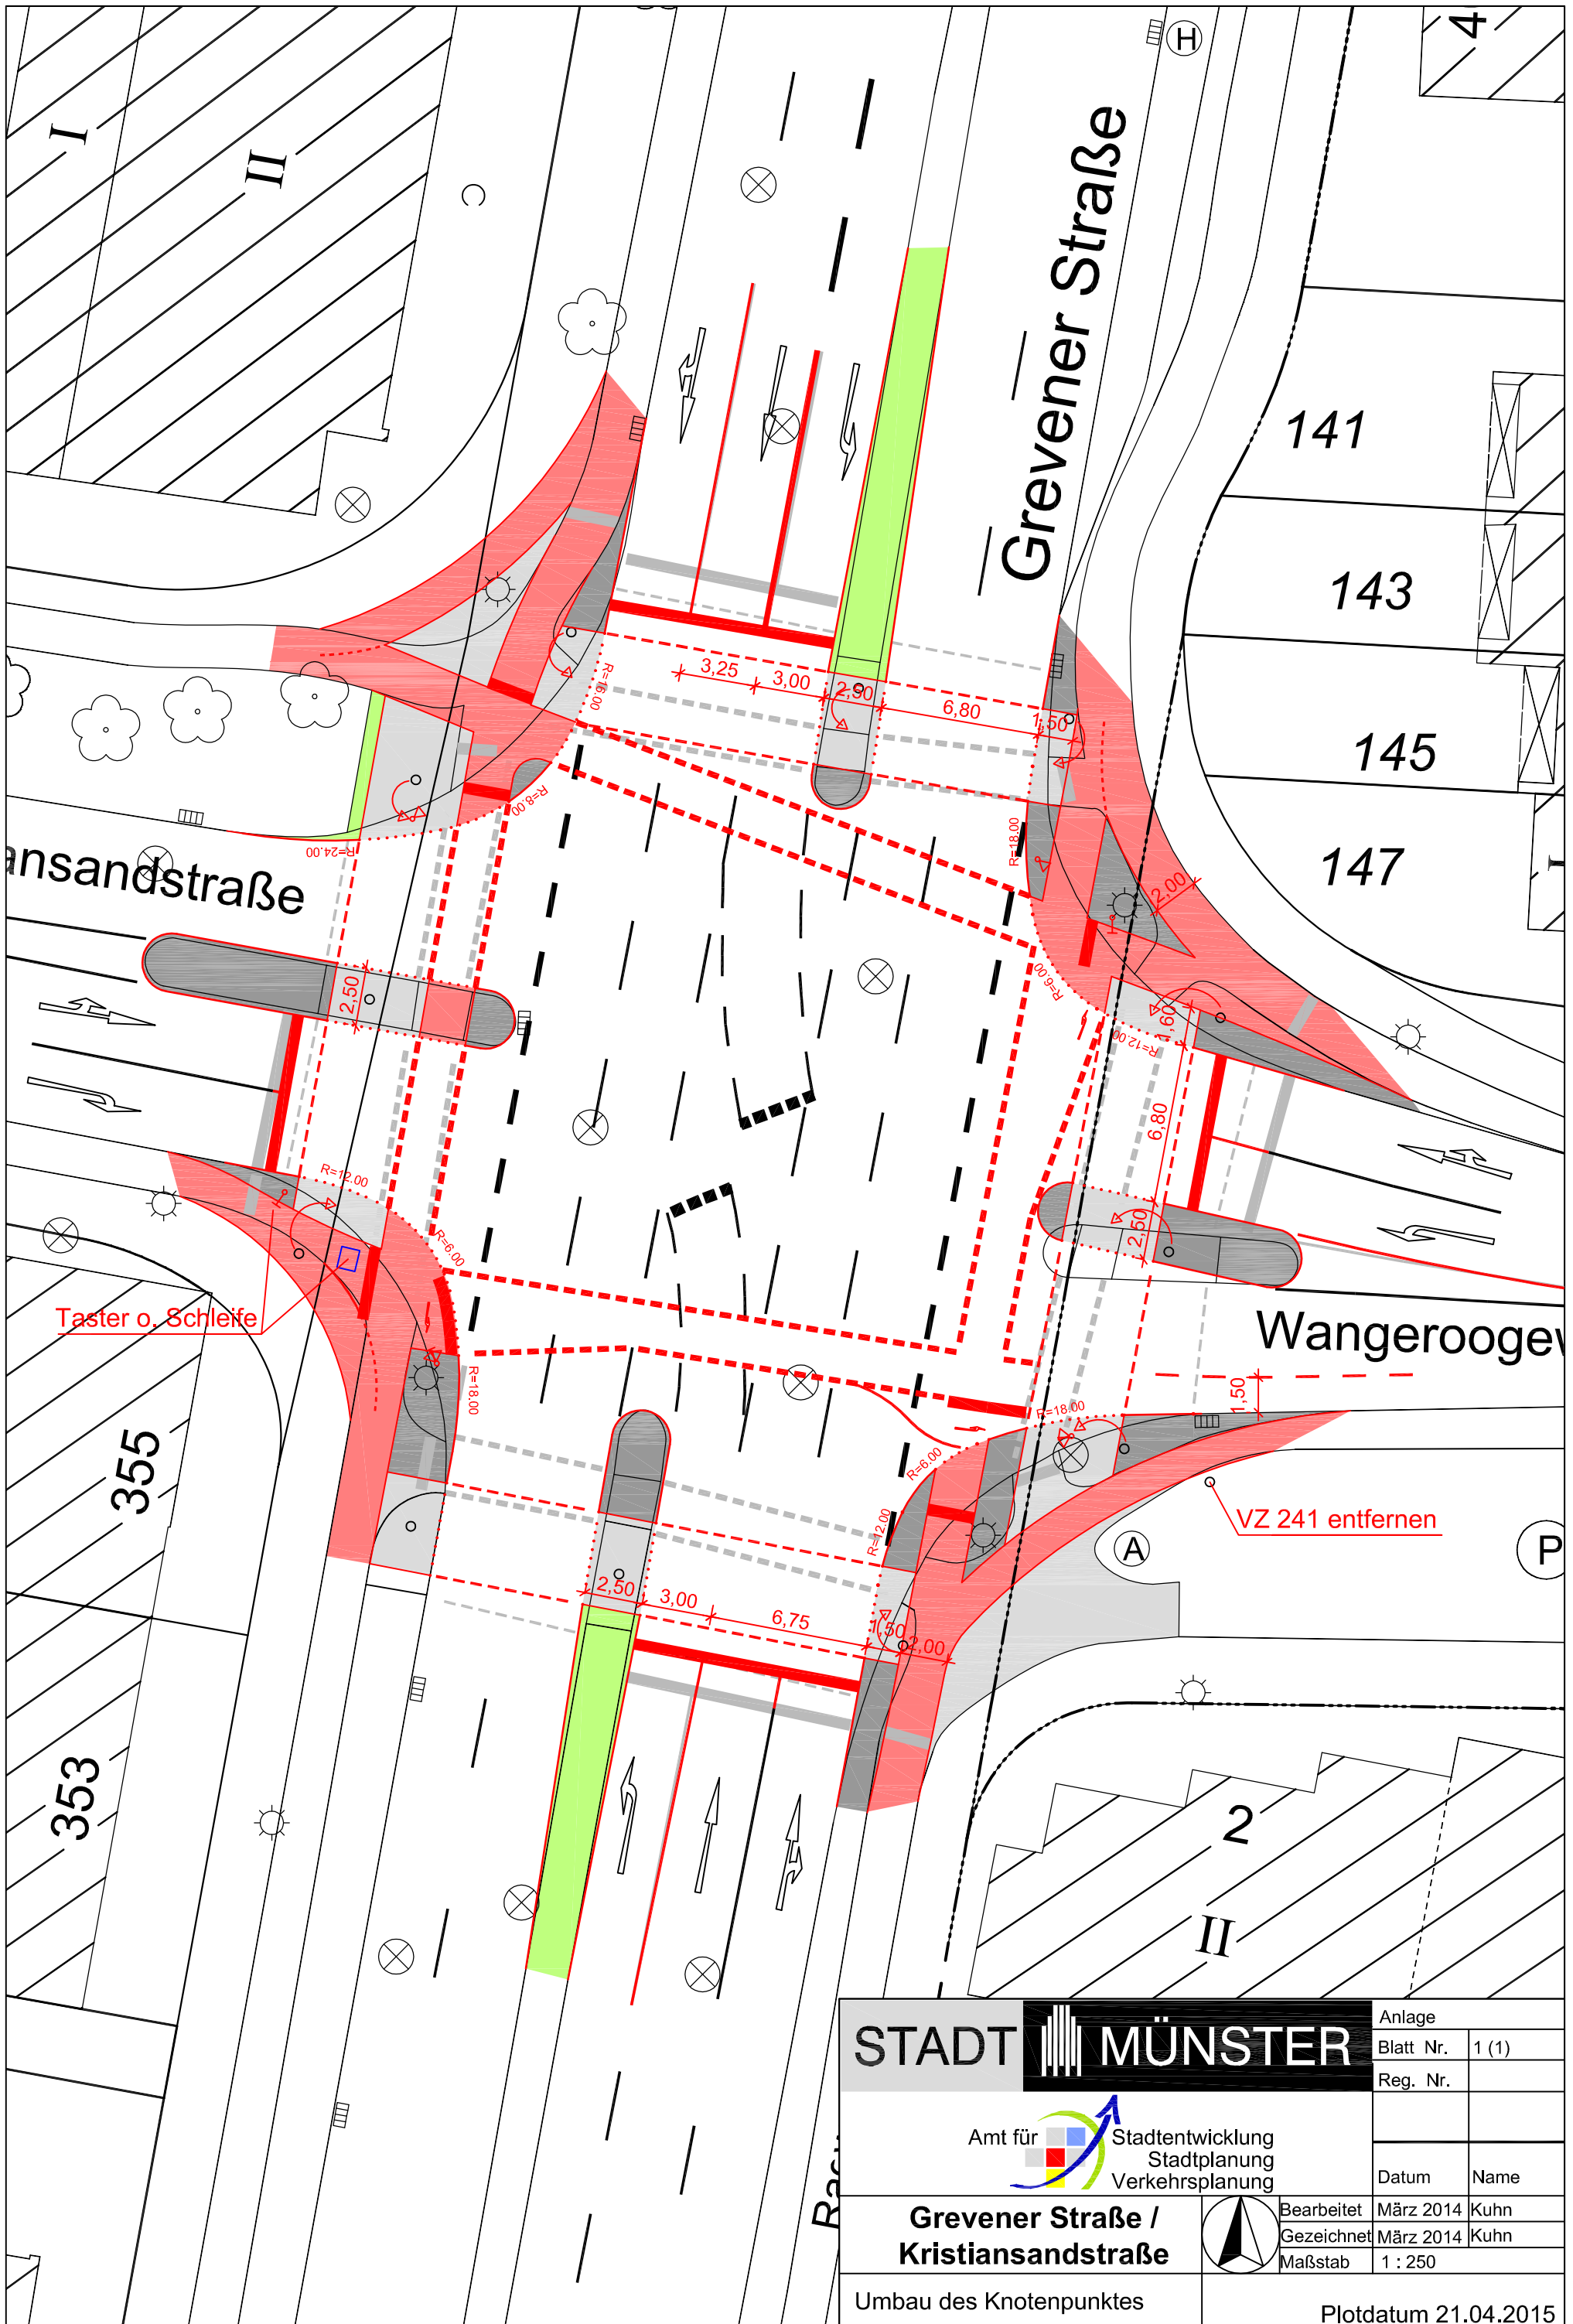 H
4
I
II
Grevener Straße
141
143
145
147
I
3,25
3,00
2,50
6,80
1,50
R=16.00
R=8.00
R=24.00
R=18.00
2,00
R=6.00
R=12.00
1,60
6,80
2,50
ansandstraße
2,50
R=12.00
R=6.00
R=18.00
Taster o. Schleife
Wangeroogew
1,50
R=18.00
R=6.00
R=12.00
VZ 241 entfernen
A
P
355
353
2,50
3,00
6,75
1,50
2,00
2
II
STADT MÜNSTER
Anlage
Blatt Nr. 1 (1)
Reg. Nr.
Amt für Stadtentwicklung
Stadtplanung
Verkehrsplanung
Datum Name
Grevener Straße /
Kristiansandstraße
Bearbeitet März 2014 Kuhn
Gezeichnet März 2014 Kuhn
Maßstab 1 : 250
Umbau des Knotenpunktes
Plotdatum 21.04.2015